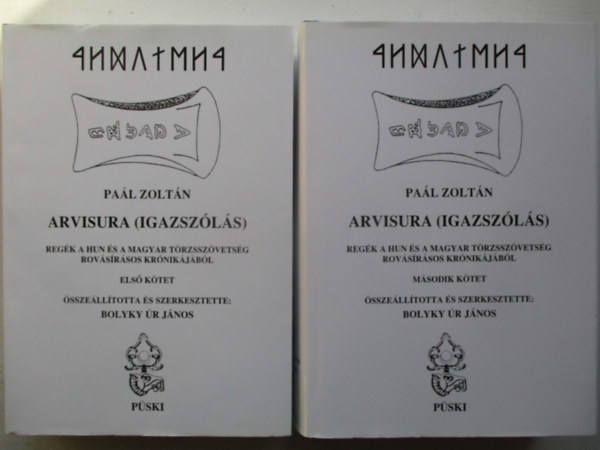 PAÁL ZOLTÁN
ARVISURA (IGAZSZÓLÁS)
REGÉK A HUN ÉS A MAGYAR TÖRZSSZÖVETSÉG
ROVÁSÍRÁSOS KRÓNIKÁJÁBÓL
ELSŐ KÖTET
ÖSSZEÁLLÍTOTTA ÉS SZERKESZTETTE:
BOLYKY ÚR JÁNOS
PÜSKI
PAÁL ZOLTÁN
ARVISURA (IGAZSZÓLÁS)
REGÉK A HUN ÉS A MAGYAR TÖRZSSZÖVETSÉG
ROVÁSÍRÁSOS KRÓNIKÁJÁBÓL
MÁSODIK KÖTET
ÖSSZEÁLLÍTOTTA ÉS SZERKESZTETTE:
BOLYKY ÚR JÁNOS
PÜSKI